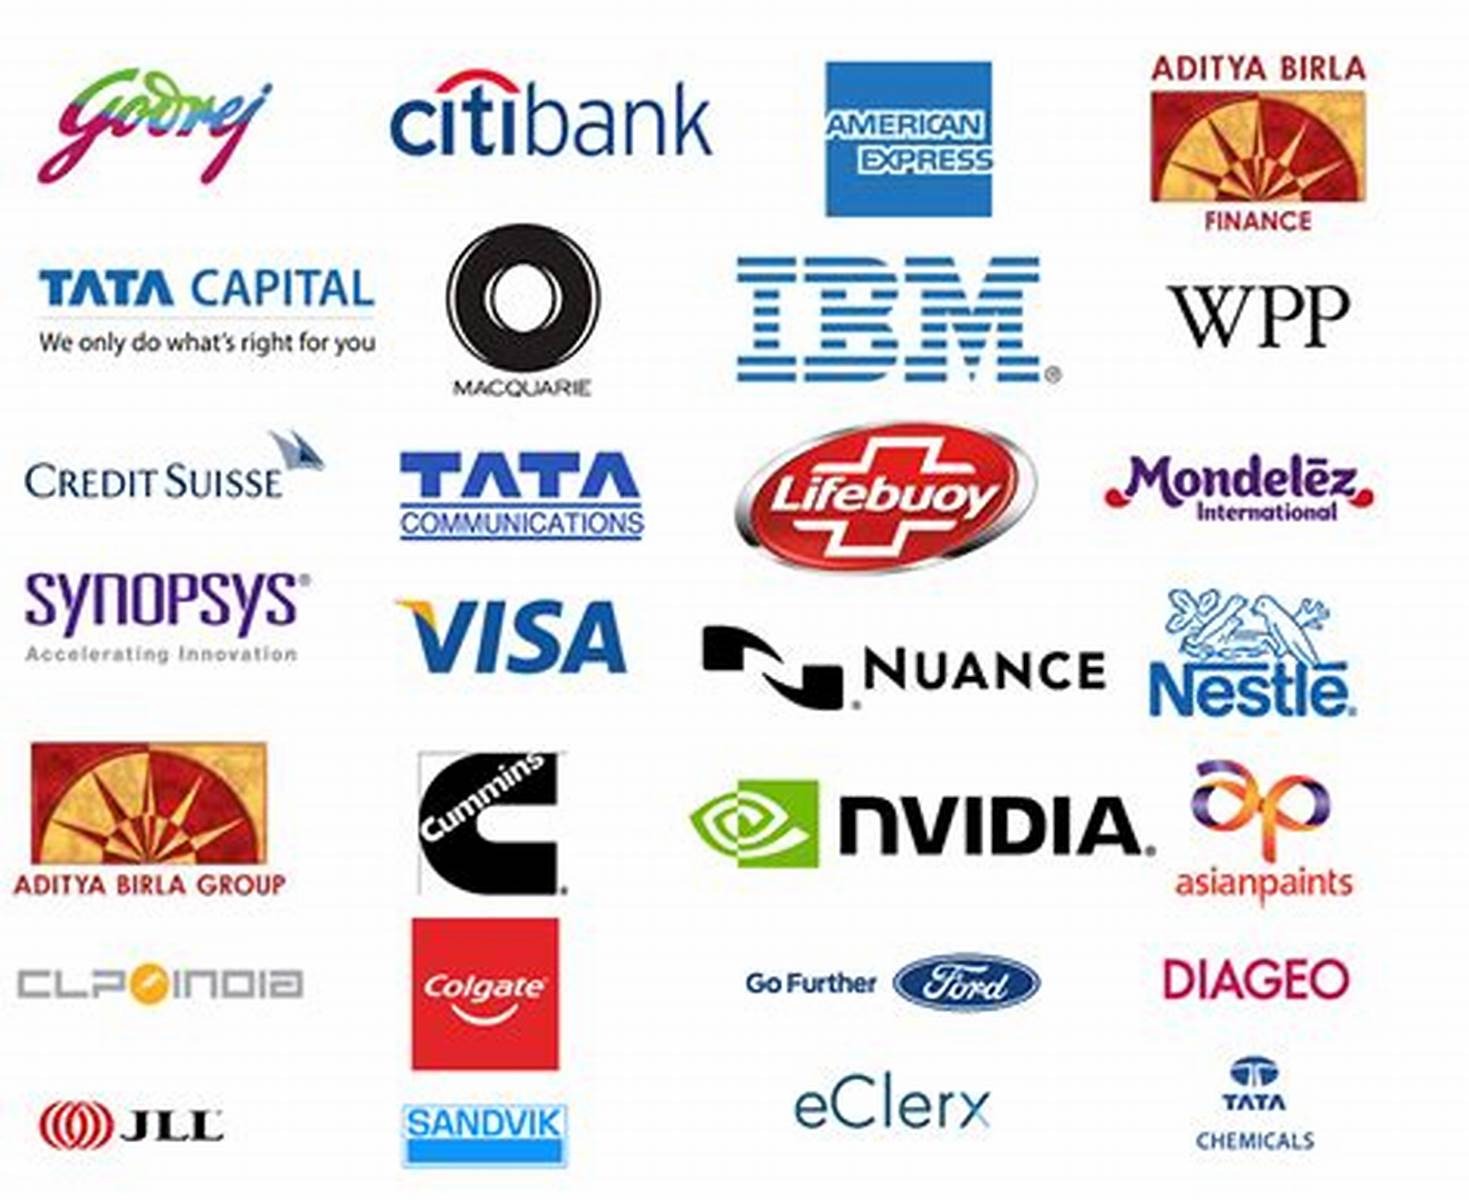 Godrej
citibank
AMERICAN
EXPRESS
ADITYA BIRLA
FINANCE
TATA CAPITAL
We only do what's right for you
MACQUARIE
IBM®
WPP
CREDIT SUISSE
TATA
COMMUNICATIONS
Lifebuoy
Mondelēz
International
SYNOPSYS®
Accelerating Innovation
VISA
NUANCE
Nestlē
ADITYA BIRLA GROUP
Cummins
NVIDIA
asianpaints
CLP INDIA
Colgate
Go Further
Ford
DIAGEO
JLL
SANDVIK
eClerx
TATA
CHEMICALS